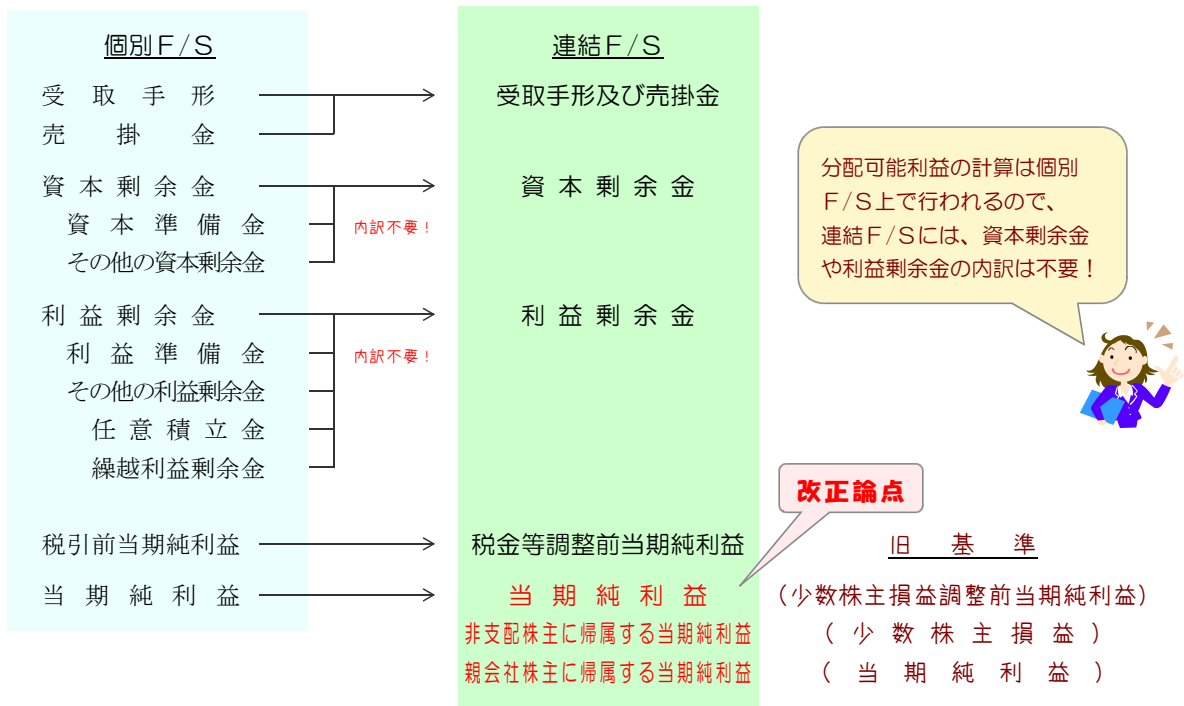 個別Ｆ/Ｓ
連結Ｆ/Ｓ
受取手形
受取手形及び売掛金
売掛金
資本剰余金
資本剰余金
資本準備金
内訳不要！
その他の資本剰余金
分配可能利益の計算は個別
Ｆ/Ｓ上で行われるので、
連結Ｆ/Ｓには、資本剰余金
や利益剰余金の内訳は不要！
利益剰余金
利益剰余金
利益準備金
内訳不要！
その他の利益剰余金
任意積立金
繰越利益剰余金
改正論点
税引前当期純利益
税金等調整前当期純利益
旧基準
当期純利益
当期純利益
（少数株主損益調整前当期純利益）
非支配株主に帰属する当期純利益
（少数株主損益）
親会社株主に帰属する当期純利益
（当期純利益）